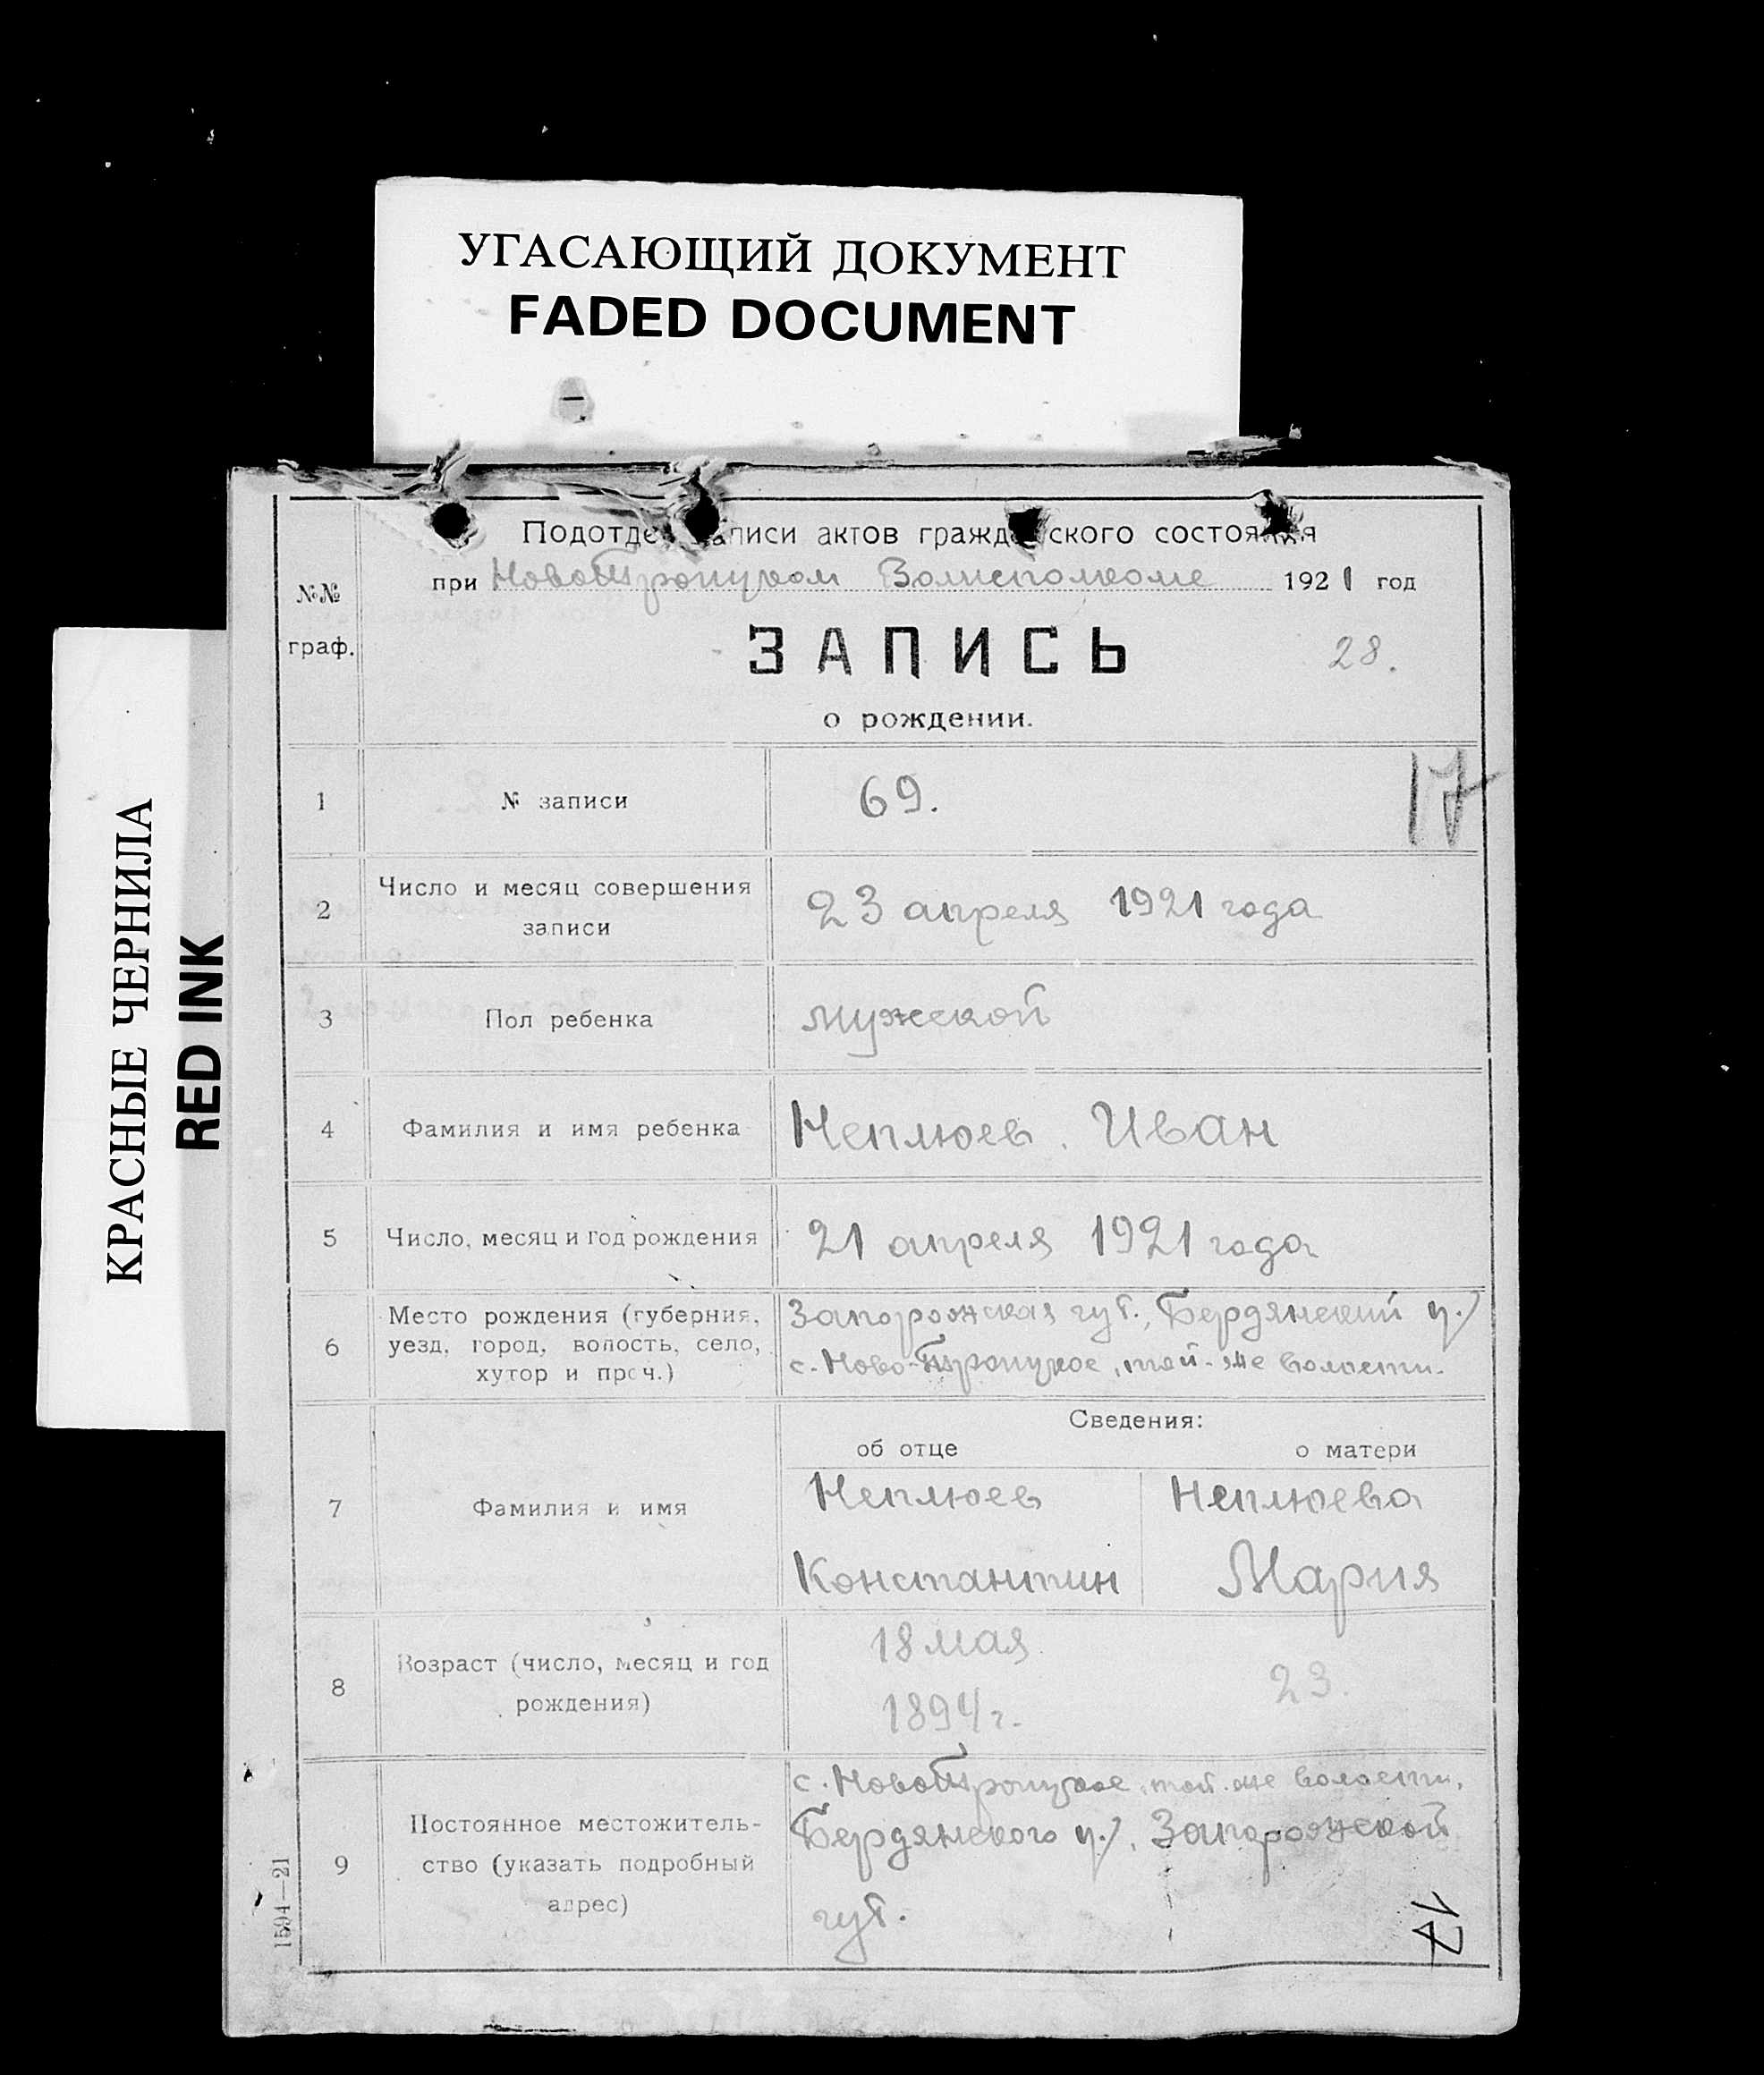 УГАСАЮЩИЙ ДОКУМЕНТ
FADED DOCUMENT
КРАСНЫЕ ЧЕРНИЛА
RED INK
Подотдел записи актов гражданского состояния
№№ граф.
при НовоТроицком Волисполкоме 1921 год
ЗАПИСЬ
28.
о рождении.
1 № записи 69.
17
2 Число и месяц совершения записи 23 апреля 1921 года
3 Пол ребенка мужской
4 Фамилия и имя ребенка Неплюев Иван
5 Число, месяц и год рождения 21 апреля 1921 года
6 Место рождения (губерния, уезд, город, волость, село, хутор и проч.)
Запорожская губ., Бердянский у.,
с. Ново-Троицкое, той-же волости.
Сведения:
об отце о матери
7 Фамилия и имя
Неплюев Неплюева
Константин Мария
8 Возраст (число, месяц и год рождения)
18 мая
1894 г. 23.
9 Постоянное местожитель-
ство (указать подробный
адрес)
с. НовоТроицкое, той-же волости,
Бердянского у., Запорожской
губ.
17
1594—21